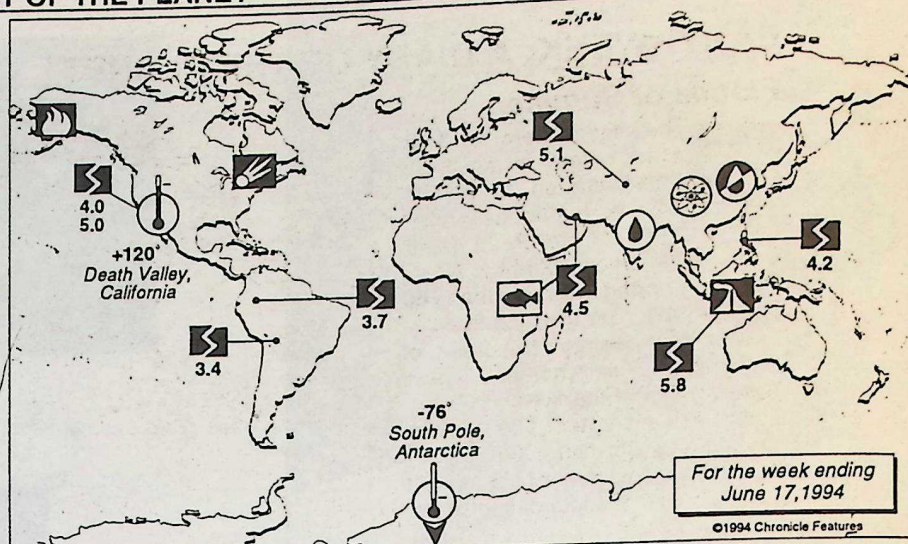 OF THE PLANET
5.1
4.0
5.0
+120°
Death Valley,
California
4.2
3.7
4.5
3.4
5.8
-76°
South Pole,
Antarctica
For the week ending
June 17,1994
©1994 Chronicle Features